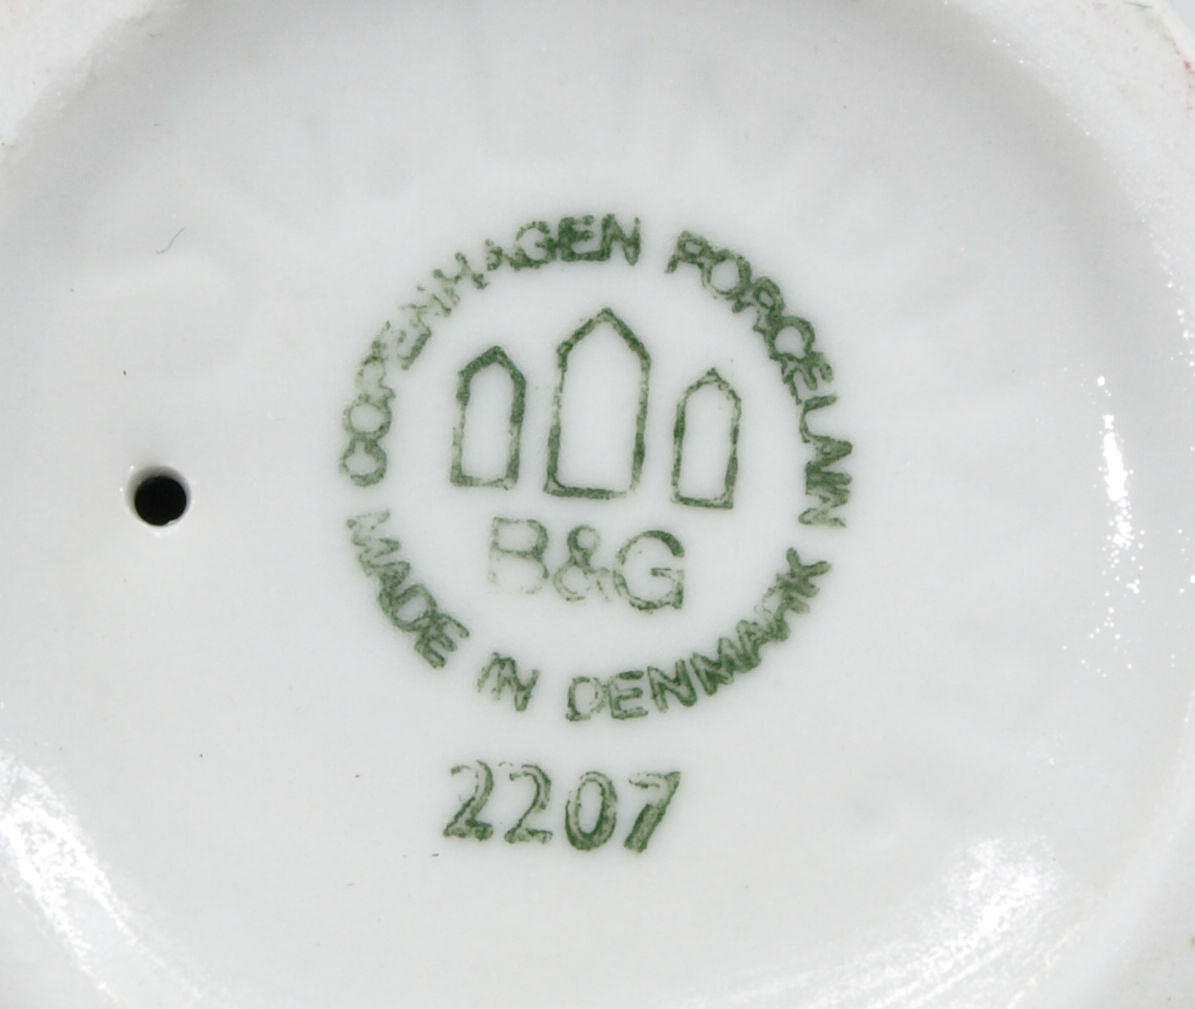 COPENHAGEN PORCELAIN
B&G
MADE IN DENMARK
2207